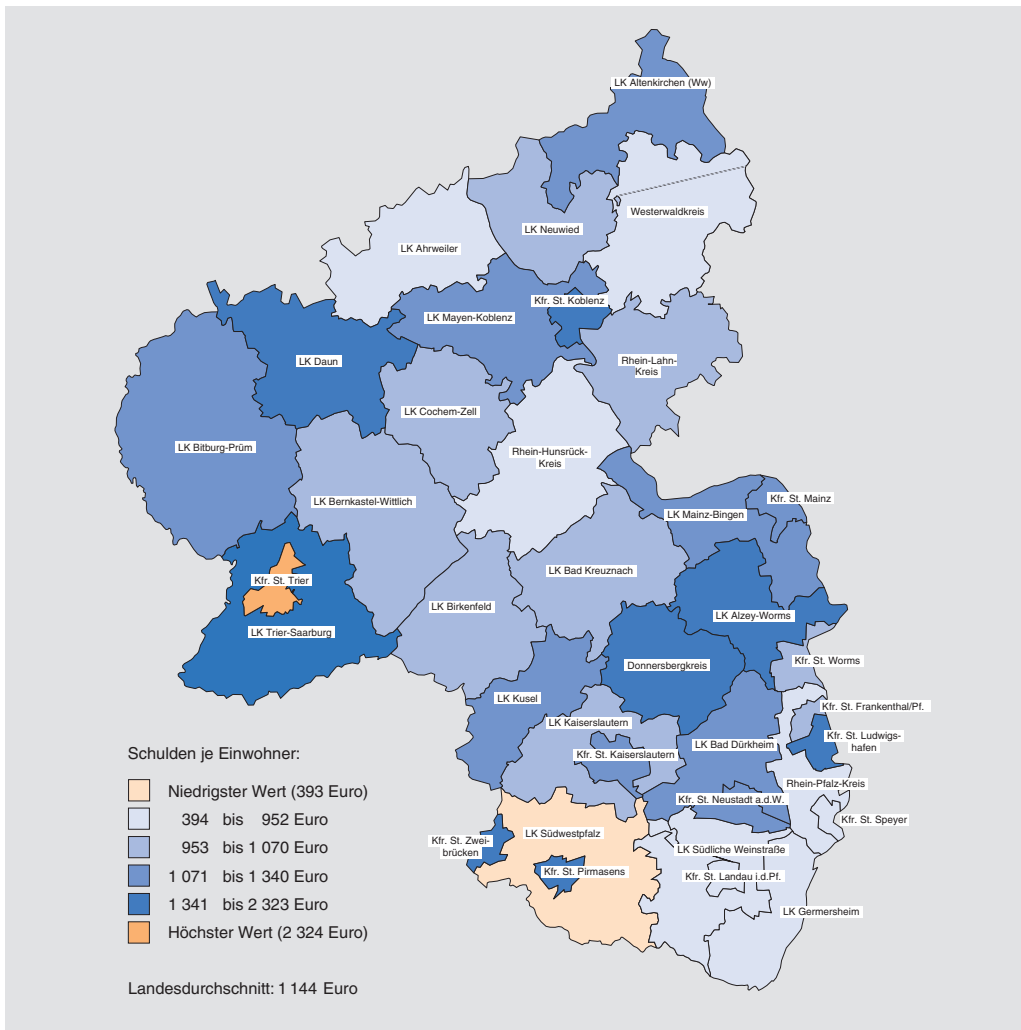 LK Altenkirchen (Ww)
Westerwaldkreis
LK Neuwied
LK Ahrweiler
Kfr. St. Koblenz
LK Mayen-Koblenz
LK Daun
Rhein-Lahn-
Kreis
LK Cochem-Zell
LK Bitburg-Prüm
Rhein-Hunsrück-
Kreis
LK Bernkastel-Wittlich
Kfr. St. Mainz
LK Mainz-Bingen
LK Bad Kreuznach
Kfr. St. Trier
LK Birkenfeld
LK Alzey-Worms
LK Trier-Saarburg
Donnersbergkreis
Kfr. St. Worms
LK Kusel
Kfr. St. Frankenthal/Pf.
LK Kaiserslautern
Kfr. St. Ludwigs-
hafen
LK Bad Dürkheim
Kfr. St. Kaiserslautern
Rhein-Pfalz-Kreis
Kfr. St. Neustadt a.d.W.
Kfr. St. Speyer
LK Südwestpfalz
Kfr. St. Zwei-
brücken
LK Südliche Weinstraße
Kfr. St. Pirmasens
Kfr. St. Landau i.d.Pf.
LK Germersheim
Schulden je Einwohner:
Niedrigster Wert (393 Euro)
394 bis 952 Euro
953 bis 1 070 Euro
1 071 bis 1 340 Euro
1 341 bis 2 323 Euro
Höchster Wert (2 324 Euro)
Landesdurchschnitt: 1 144 Euro